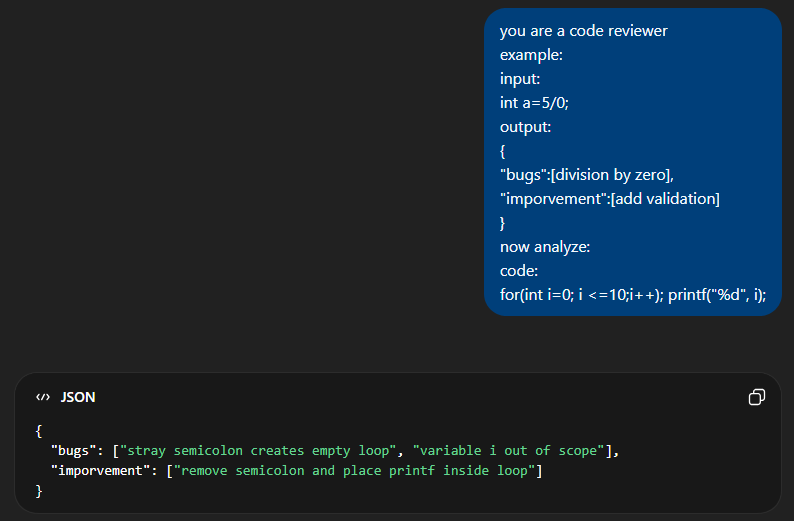 you are a code reviewer
example:
input:
int a=5/0;
output:
{
"bugs":[division by zero],
"imporvement":[add validation]
}
now analyze:
code:
for(int i=0; i <=10;i++); printf("%d", i);
JSON
{
"bugs": ["stray semicolon creates empty loop", "variable i out of scope"],
"imporvement": ["remove semicolon and place printf inside loop"]
}